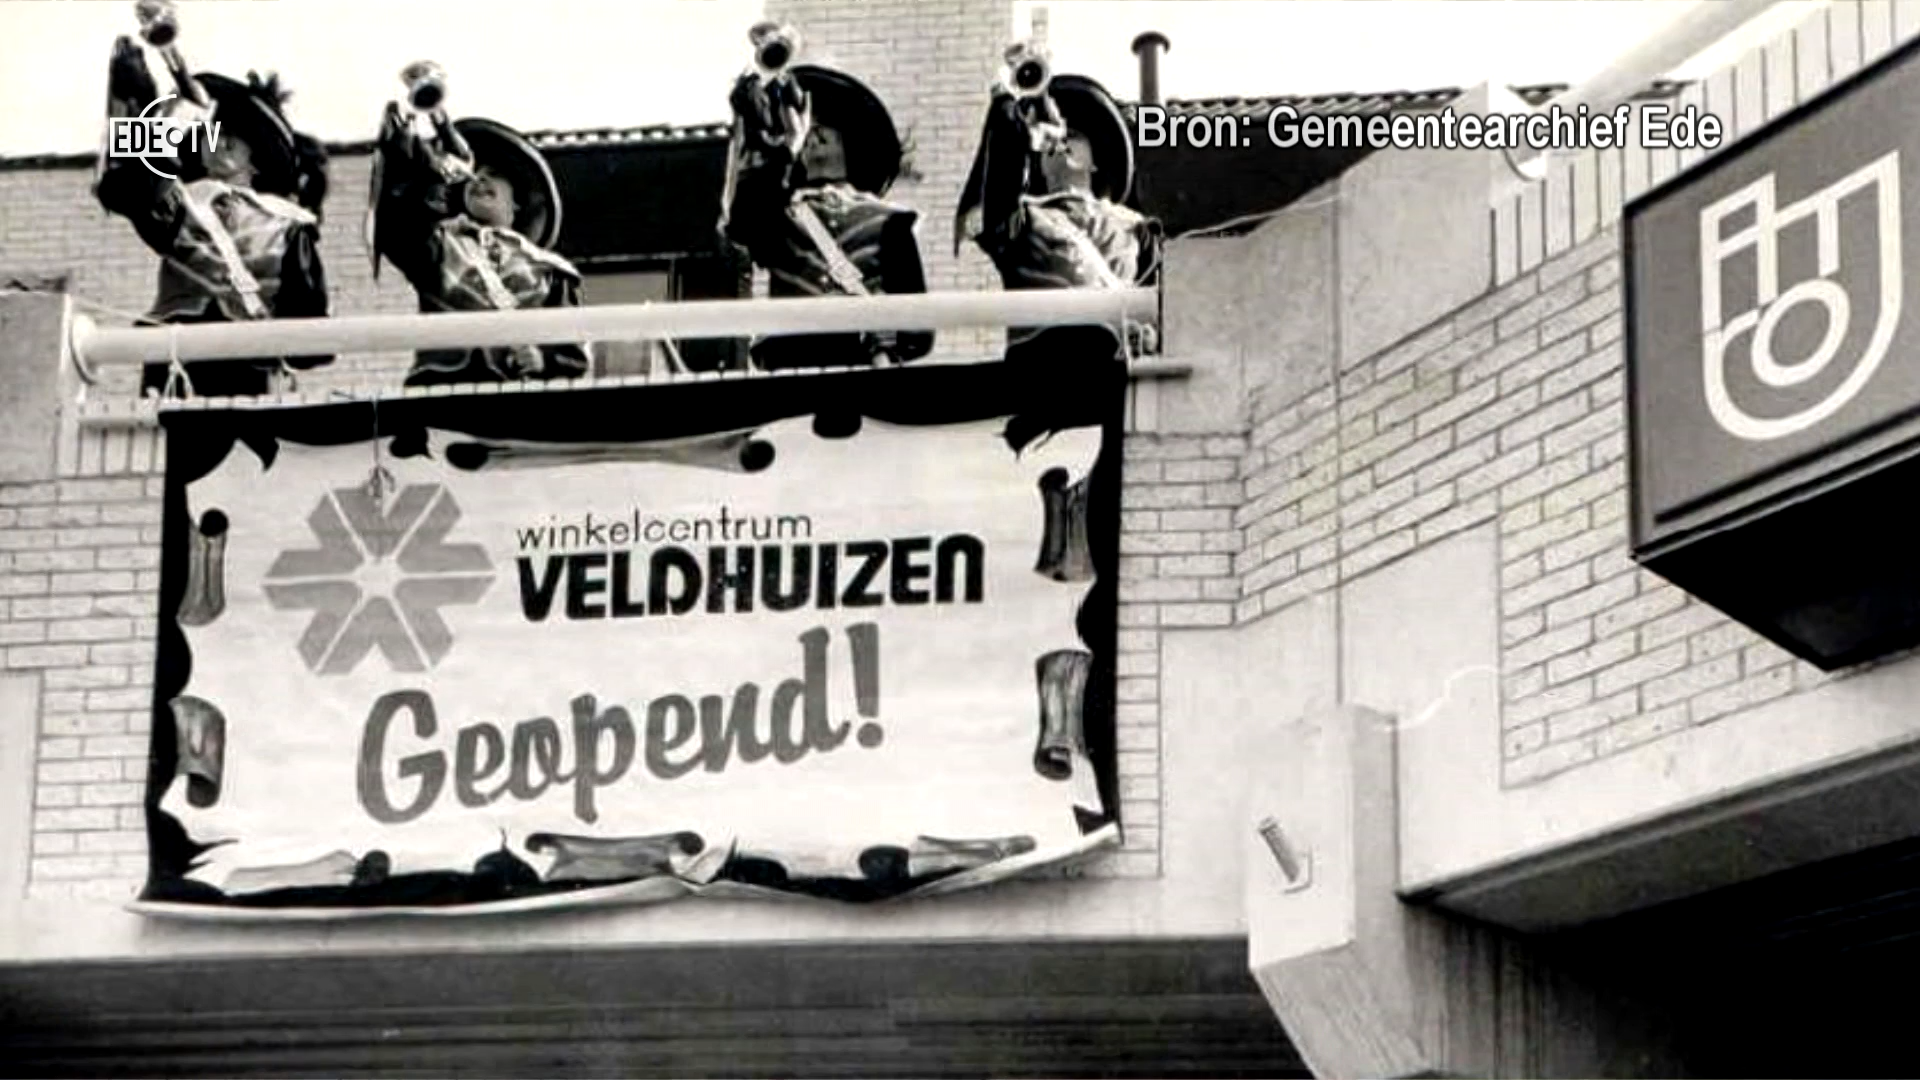 EDE TV
Bron: Gemeentearchief Ede
winkelcentrum
VELDHUIZEN
Geopend!